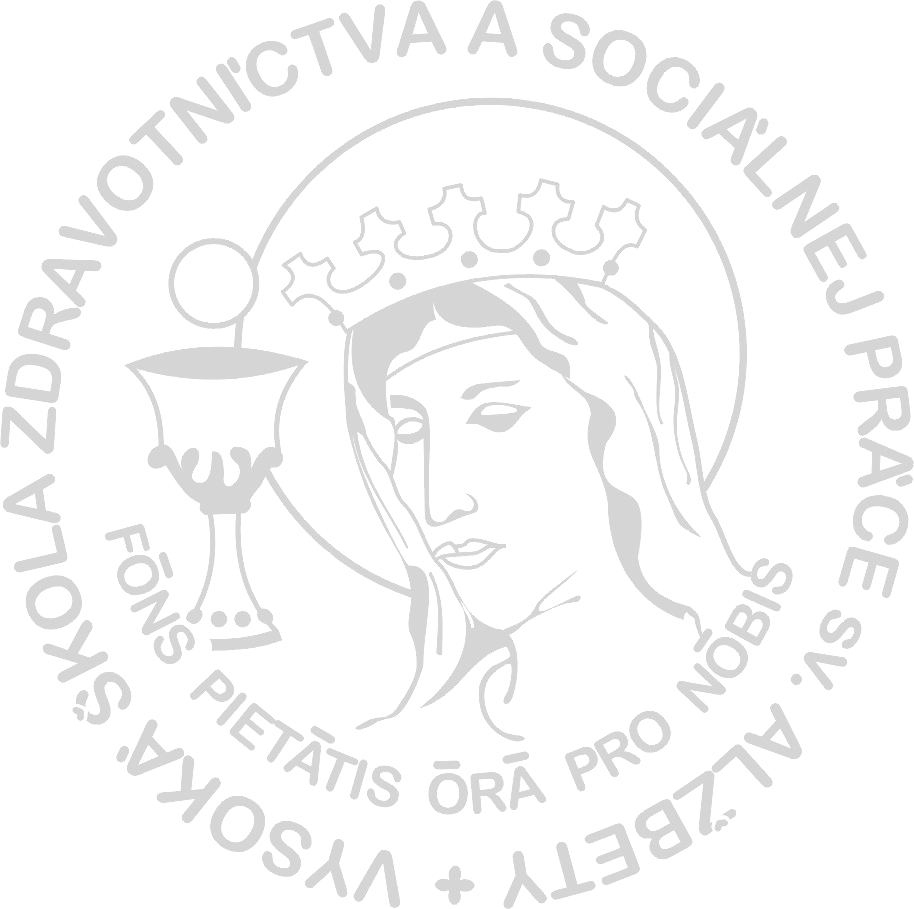 VYSOKÁ ŠKOLA ZDRAVOTNÍCTVA A SOCIÁLNEJ PRÁCE SV. ALŽBETY +
FŌNS PIETĀTIS ŌRĀ PRO NŌBIS